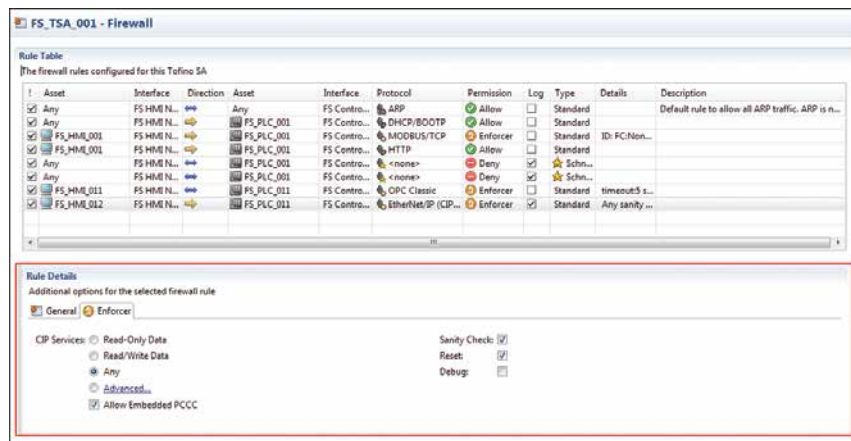 FS_TSA_001 - Firewall
Rule Table
The firewall rules configured for this Tofino SA
! Asset Interface Direction Asset Interface Protocol Permission Log Type Details Description
Any FS HMI N... Any FS Contro... ARP Allow Standard Default rule to allow all ARP traffic. ARP is n...
Any FS HMI N... FS_PLC_001 FS Contro... DHCP/BOOTP Allow Standard
FS_HMI_001 FS HMI N... FS_PLC_001 FS Contro... MODBUS/TCP Enforcer Standard ID: FC:Non...
FS_HMI_001 FS HMI N... FS_PLC_001 FS Contro... HTTP Allow Standard
Any FS HMI N... FS_PLC_001 FS Contro... <none> Deny Schn...
Any FS HMI N... FS_PLC_001 FS Contro... <none> Deny Schn...
FS_HMI_011 FS HMI N... FS_PLC_011 FS Contro... OPC Classic Enforcer Standard timeout:5 s...
FS_HMI_012 FS HMI N... FS_PLC_011 FS Contro... EtherNet/IP (CIP... Enforcer Standard Any sanity ...
Rule Details
Additional options for the selected firewall rule
General Enforcer
CIP Services: Read-Only Data Sanity Check:
Read/Write Data Reset:
Any Debug:
Advanced...
Allow Embedded PCCC